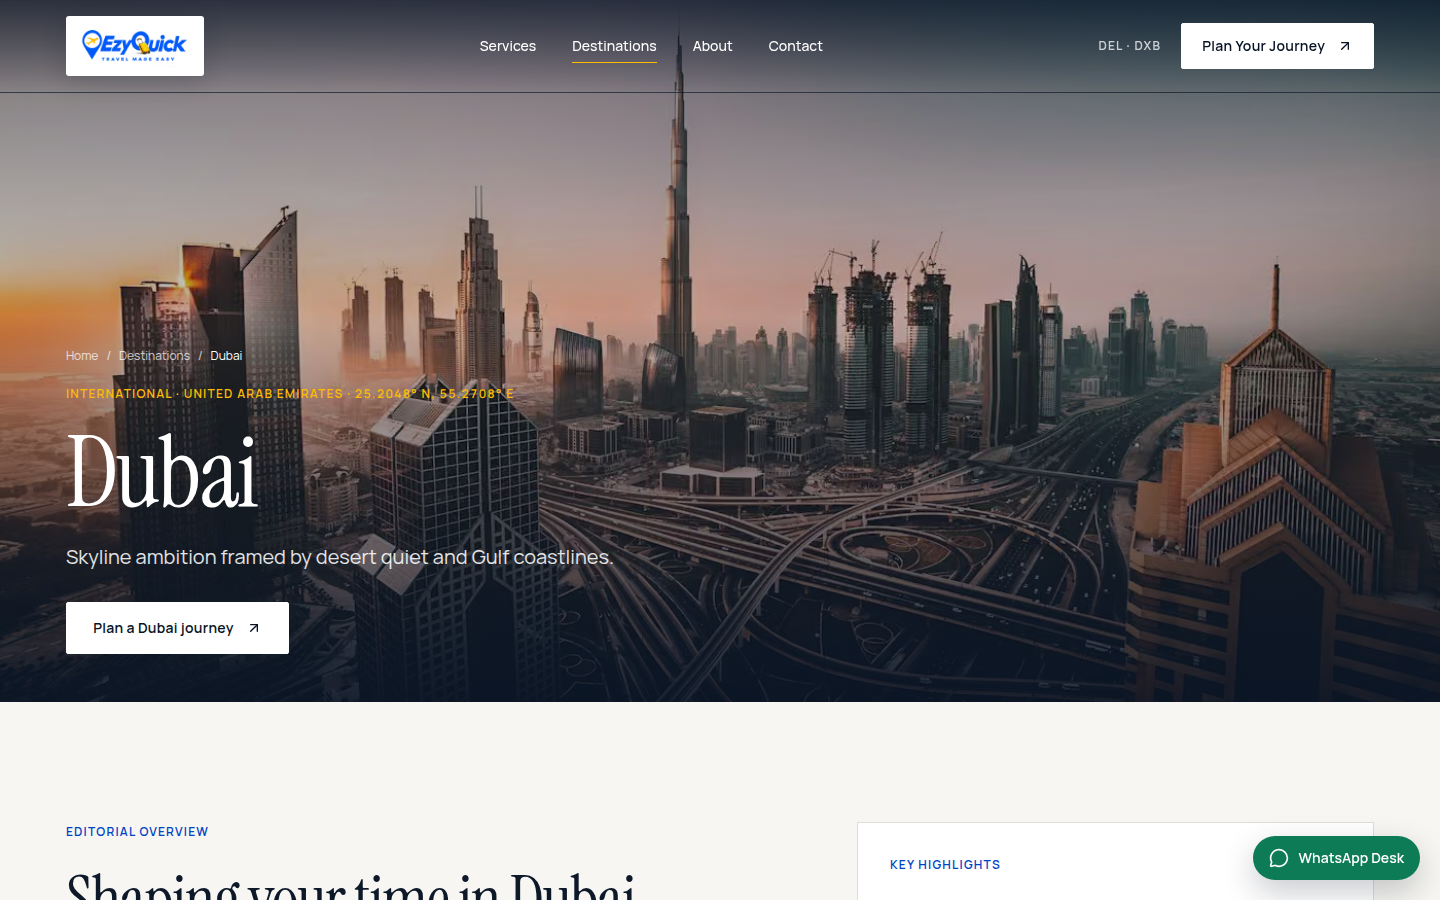 EzyQuick
TRAVEL MADE EASY
Services
Destinations
About
Contact
DEL · DXB
Plan Your Journey
Home / Destinations / Dubai
INTERNATIONAL · UNITED ARAB EMIRATES · 25.2048° N, 55.2708° E
Dubai
Skyline ambition framed by desert quiet and Gulf coastlines.
Plan a Dubai journey
EDITORIAL OVERVIEW
Shaping your time in Dubai
KEY HIGHLIGHTS
WhatsApp Desk